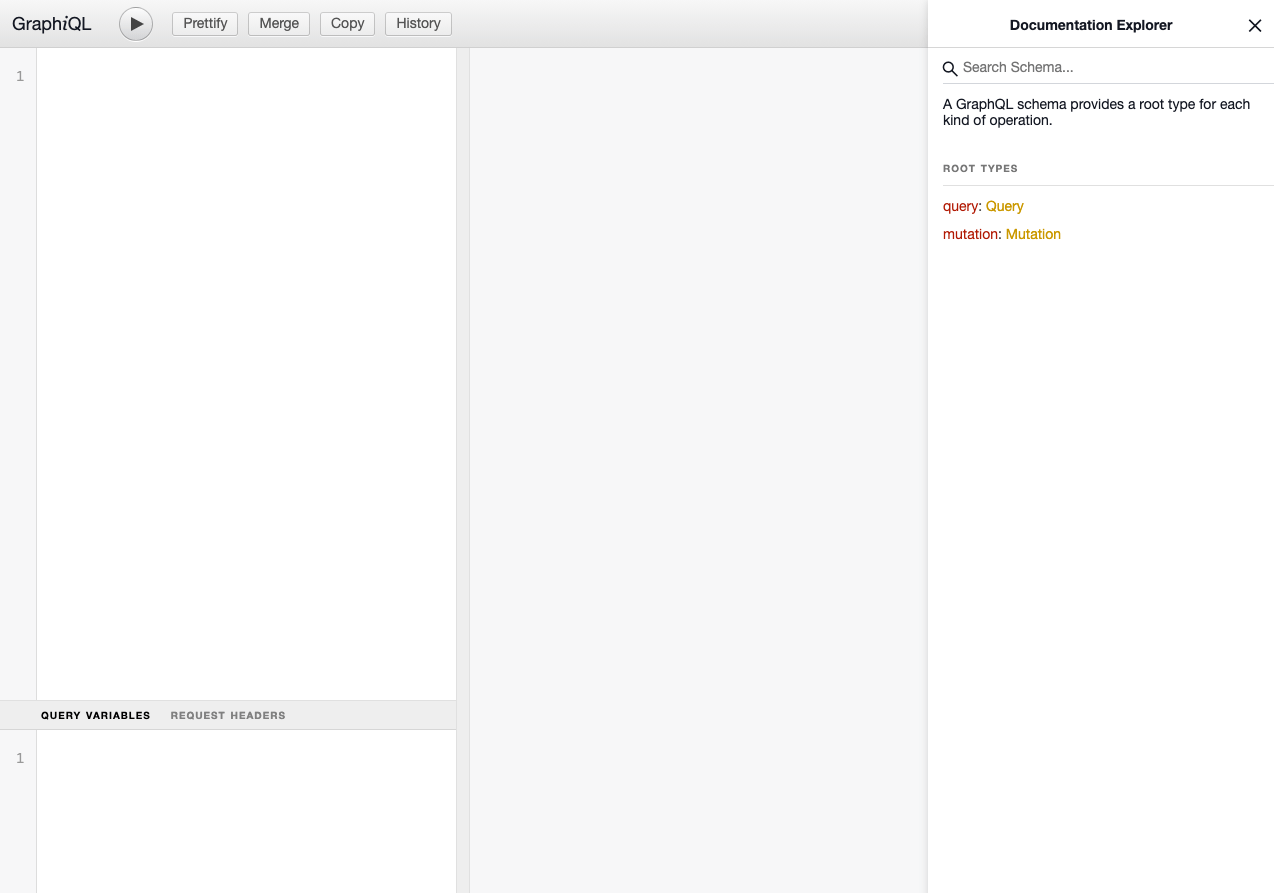 GraphiQL
Prettify
Merge
Copy
History
1
QUERY VARIABLES
REQUEST HEADERS
1
Documentation Explorer
Search Schema...
A GraphQL schema provides a root type for each
kind of operation.
ROOT TYPES
query: Query
mutation: Mutation